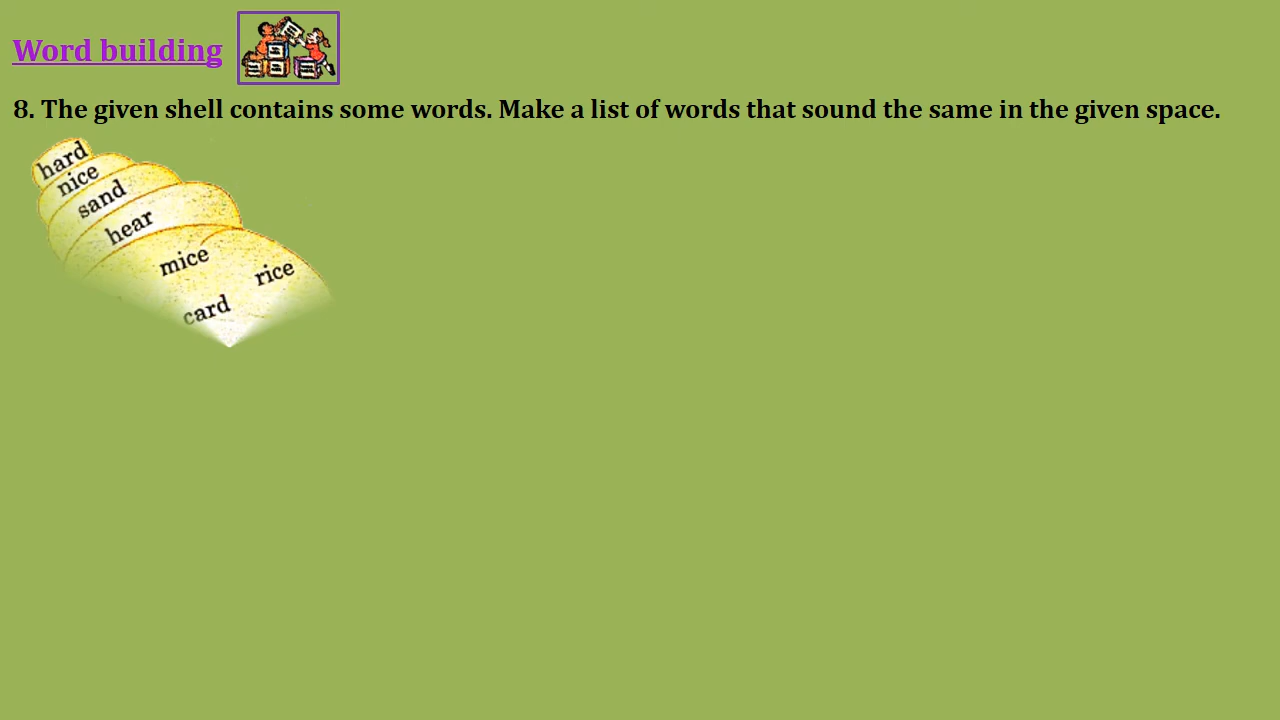 Word building
8. The given shell contains some words. Make a list of words that sound the same in the given space.
hard
nice
sand
hear
mice
rice
card